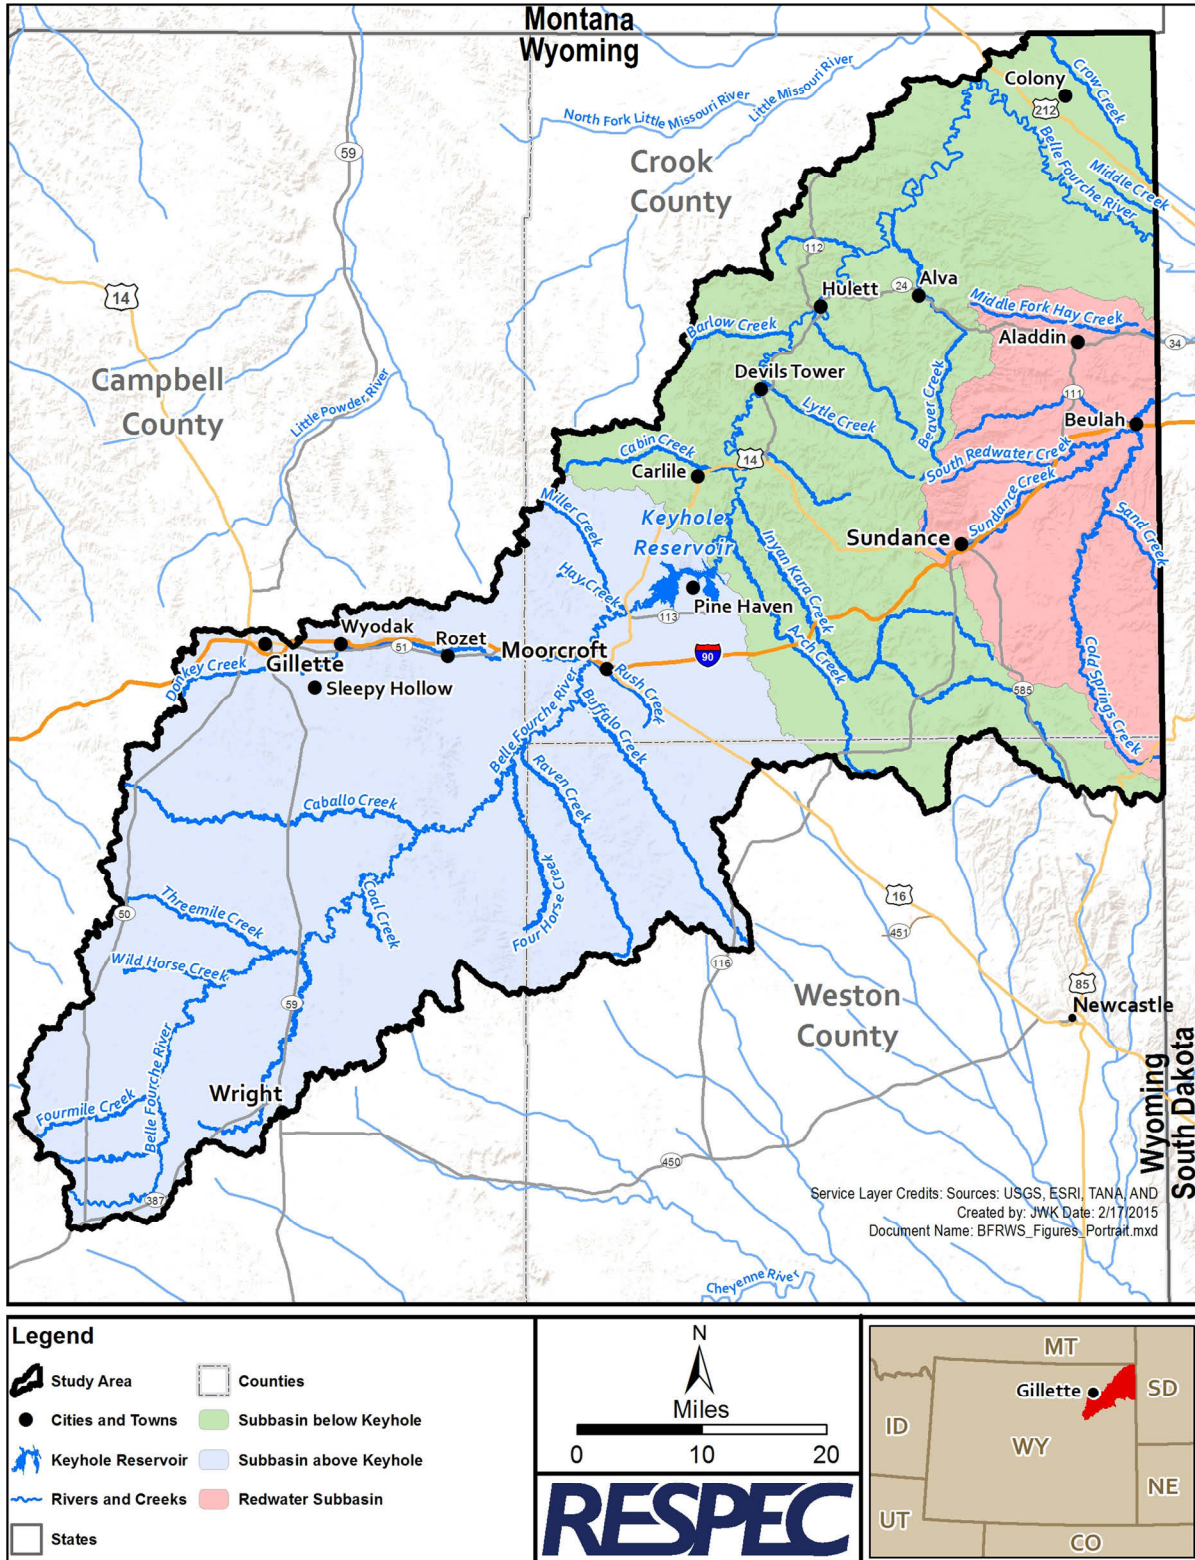 Montana
Wyoming
Colony
212
Crow Creek
Little Missouri River
North Fork Little Missouri River
Belle Fourche River
Middle Creek
59
Crook
County
112
14
24
Alva
Hulett
Middle Fork Hay Creek
Barlow Creek
Aladdin
34
Campbell
County
Little Powder River
Devils Tower
111
Lytle Creek
Beaver Creek
Beulah
Cabin Creek
14
Carlile
South Redwater Creek
Miller Creek
Keyhole
Reservoir
Sundance Creek
Sand Creek
Sundance
Inyan Kara Creek
Hay Creek
Pine Haven
113
Wyodak
51
Rozet
Moorcroft
Arch Creek
Gillette
90
Donkey Creek
Sleepy Hollow
Rush Creek
Cold Springs Creek
585
Belle Fourche River
Buffalo Creek
Raven Creek
Caballo Creek
Threemile Creek
50
Coal Creek
Four Horse Creek
16
451
Wild Horse Creek
116
85
Weston
County
Newcastle
59
Belle Fourche River
Wright
Fourmile Creek
Wyoming
South Dakota
450
387
Service Layer Credits: Sources: USGS, ESRI, TANA, AND
Created by: JWK Date: 2/17/2015
Document Name: BFRWS_Figures_Portrait.mxd
Cheyenne River
Legend
Study Area
Counties
Cities and Towns
Subbasin below Keyhole
Keyhole Reservoir
Subbasin above Keyhole
Rivers and Creeks
Redwater Subbasin
States
N
Miles
0 10 20
RESPEC
MT
Gillette
SD
ID
WY
NE
UT
CO